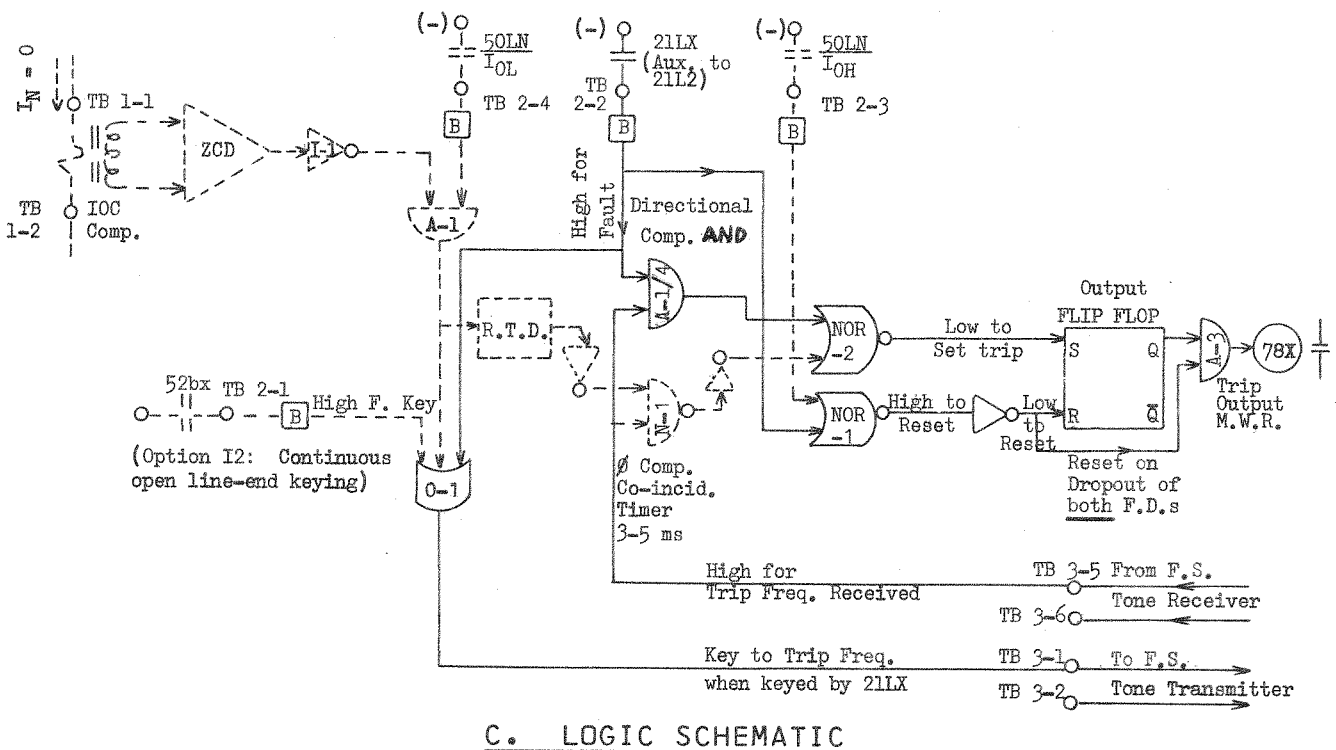 (-)
50LN
I_OL
TB 2-4
B
(-)
21LX
(Aux. to
21L2)
TB
2-2
B
(-)
50LN
I_OH
TB 2-3
B
I_N = 0
TB 1-1
ZCD
I-1
TB
1-2
IOC
Comp.
A-1
High for
Fault
Directional
Comp. AND
A-1/4
R.T.D.
N-1
Ø Comp.
Co-incid.
Timer
3-5 ms
52bx
TB 2-1
B
High F. Key
(Option I2: Continuous
open line-end keying)
O-1
NOR
-2
Low to
Set trip
NOR
-1
High to
Reset
Low
to
Reset
Output
FLIP FLOP
S Q
R Q̅
A-3
78X
Trip
Output
M.W.R.
Reset on
Dropout of
both F.D.s
High for
Trip Freq. Received
TB 3-5 From F.S.
Tone Receiver
TB 3-6
Key to Trip Freq.
when keyed by 21LX
TB 3-1 To F.S.
TB 3-2 Tone Transmitter
C. LOGIC SCHEMATIC